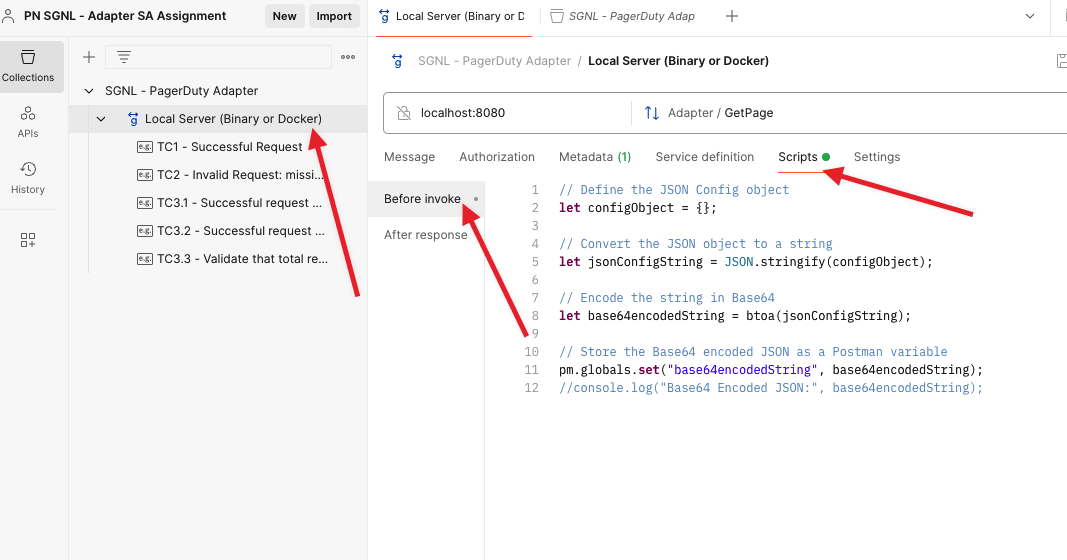 PN SGNL - Adapter SA Assignment
New
Import
Local Server (Binary or D
SGNL - PagerDuty Adap
Collections
APIs
History
SGNL - PagerDuty Adapter
Local Server (Binary or Docker)
TC1 - Successful Request
TC2 - Invalid Request: missi...
TC3.1 - Successful request ...
TC3.2 - Successful request ...
TC3.3 - Validate that total re...
SGNL - PagerDuty Adapter / Local Server (Binary or Docker)
localhost:8080
Adapter / GetPage
Message
Authorization
Metadata (1)
Service definition
Scripts
Settings
Before invoke
After response
1 // Define the JSON Config object
2 let configObject = {};
3
4 // Convert the JSON object to a string
5 let jsonConfigString = JSON.stringify(configObject);
6
7 // Encode the string in Base64
8 let base64encodedString = btoa(jsonConfigString);
9
10 // Store the Base64 encoded JSON as a Postman variable
11 pm.globals.set("base64encodedString", base64encodedString);
12 //console.log("Base64 Encoded JSON:", base64encodedString);